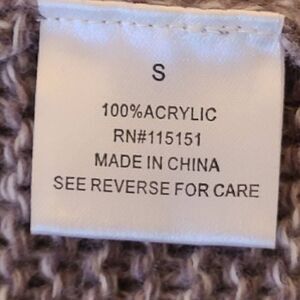 S
100%ACRYLIC
RN#115151
MADE IN CHINA
SEE REVERSE FOR CARE